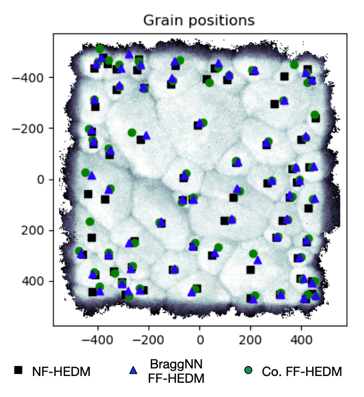 Grain positions
−400
−200
0
200
400
−400 −200 0 200 400
NF-HEDM
BraggNN
FF-HEDM
Co. FF-HEDM